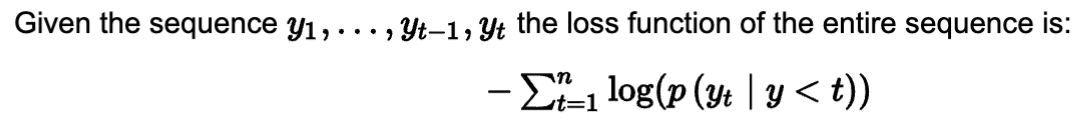 Given the sequence y₁, . . . , yₜ₋₁, yₜ the loss function of the entire sequence is:
− ∑ⁿₜ₌₁ log(p (yₜ | y < t))